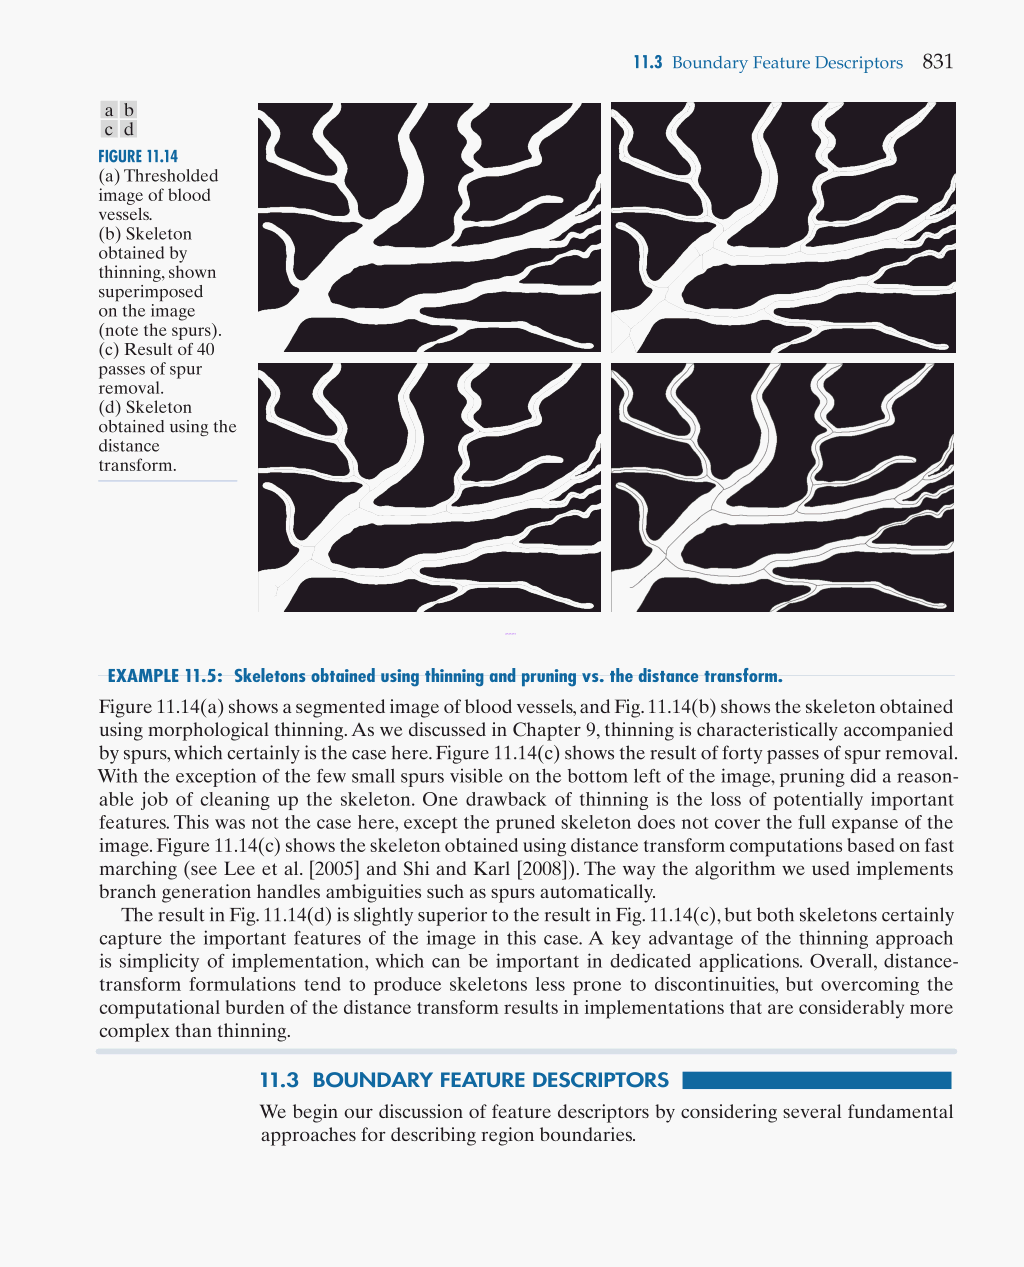 11.3 Boundary Feature Descriptors 831
a b
c d
FIGURE 11.14
(a) Thresholded
image of blood
vessels.
(b) Skeleton
obtained by
thinning, shown
superimposed
on the image
(note the spurs).
(c) Result of 40
passes of spur
removal.
(d) Skeleton
obtained using the
distance
transform.
EXAMPLE 11.5: Skeletons obtained using thinning and pruning vs. the distance transform.
Figure 11.14(a) shows a segmented image of blood vessels, and Fig. 11.14(b) shows the skeleton obtained
using morphological thinning. As we discussed in Chapter 9, thinning is characteristically accompanied
by spurs, which certainly is the case here. Figure 11.14(c) shows the result of forty passes of spur removal.
With the exception of the few small spurs visible on the bottom left of the image, pruning did a reason-
able job of cleaning up the skeleton. One drawback of thinning is the loss of potentially important
features. This was not the case here, except the pruned skeleton does not cover the full expanse of the
image. Figure 11.14(c) shows the skeleton obtained using distance transform computations based on fast
marching (see Lee et al. [2005] and Shi and Karl [2008]). The way the algorithm we used implements
branch generation handles ambiguities such as spurs automatically.
The result in Fig. 11.14(d) is slightly superior to the result in Fig. 11.14(c), but both skeletons certainly
capture the important features of the image in this case. A key advantage of the thinning approach
is simplicity of implementation, which can be important in dedicated applications. Overall, distance-
transform formulations tend to produce skeletons less prone to discontinuities, but overcoming the
computational burden of the distance transform results in implementations that are considerably more
complex than thinning.
11.3 BOUNDARY FEATURE DESCRIPTORS
We begin our discussion of feature descriptors by considering several fundamental
approaches for describing region boundaries.